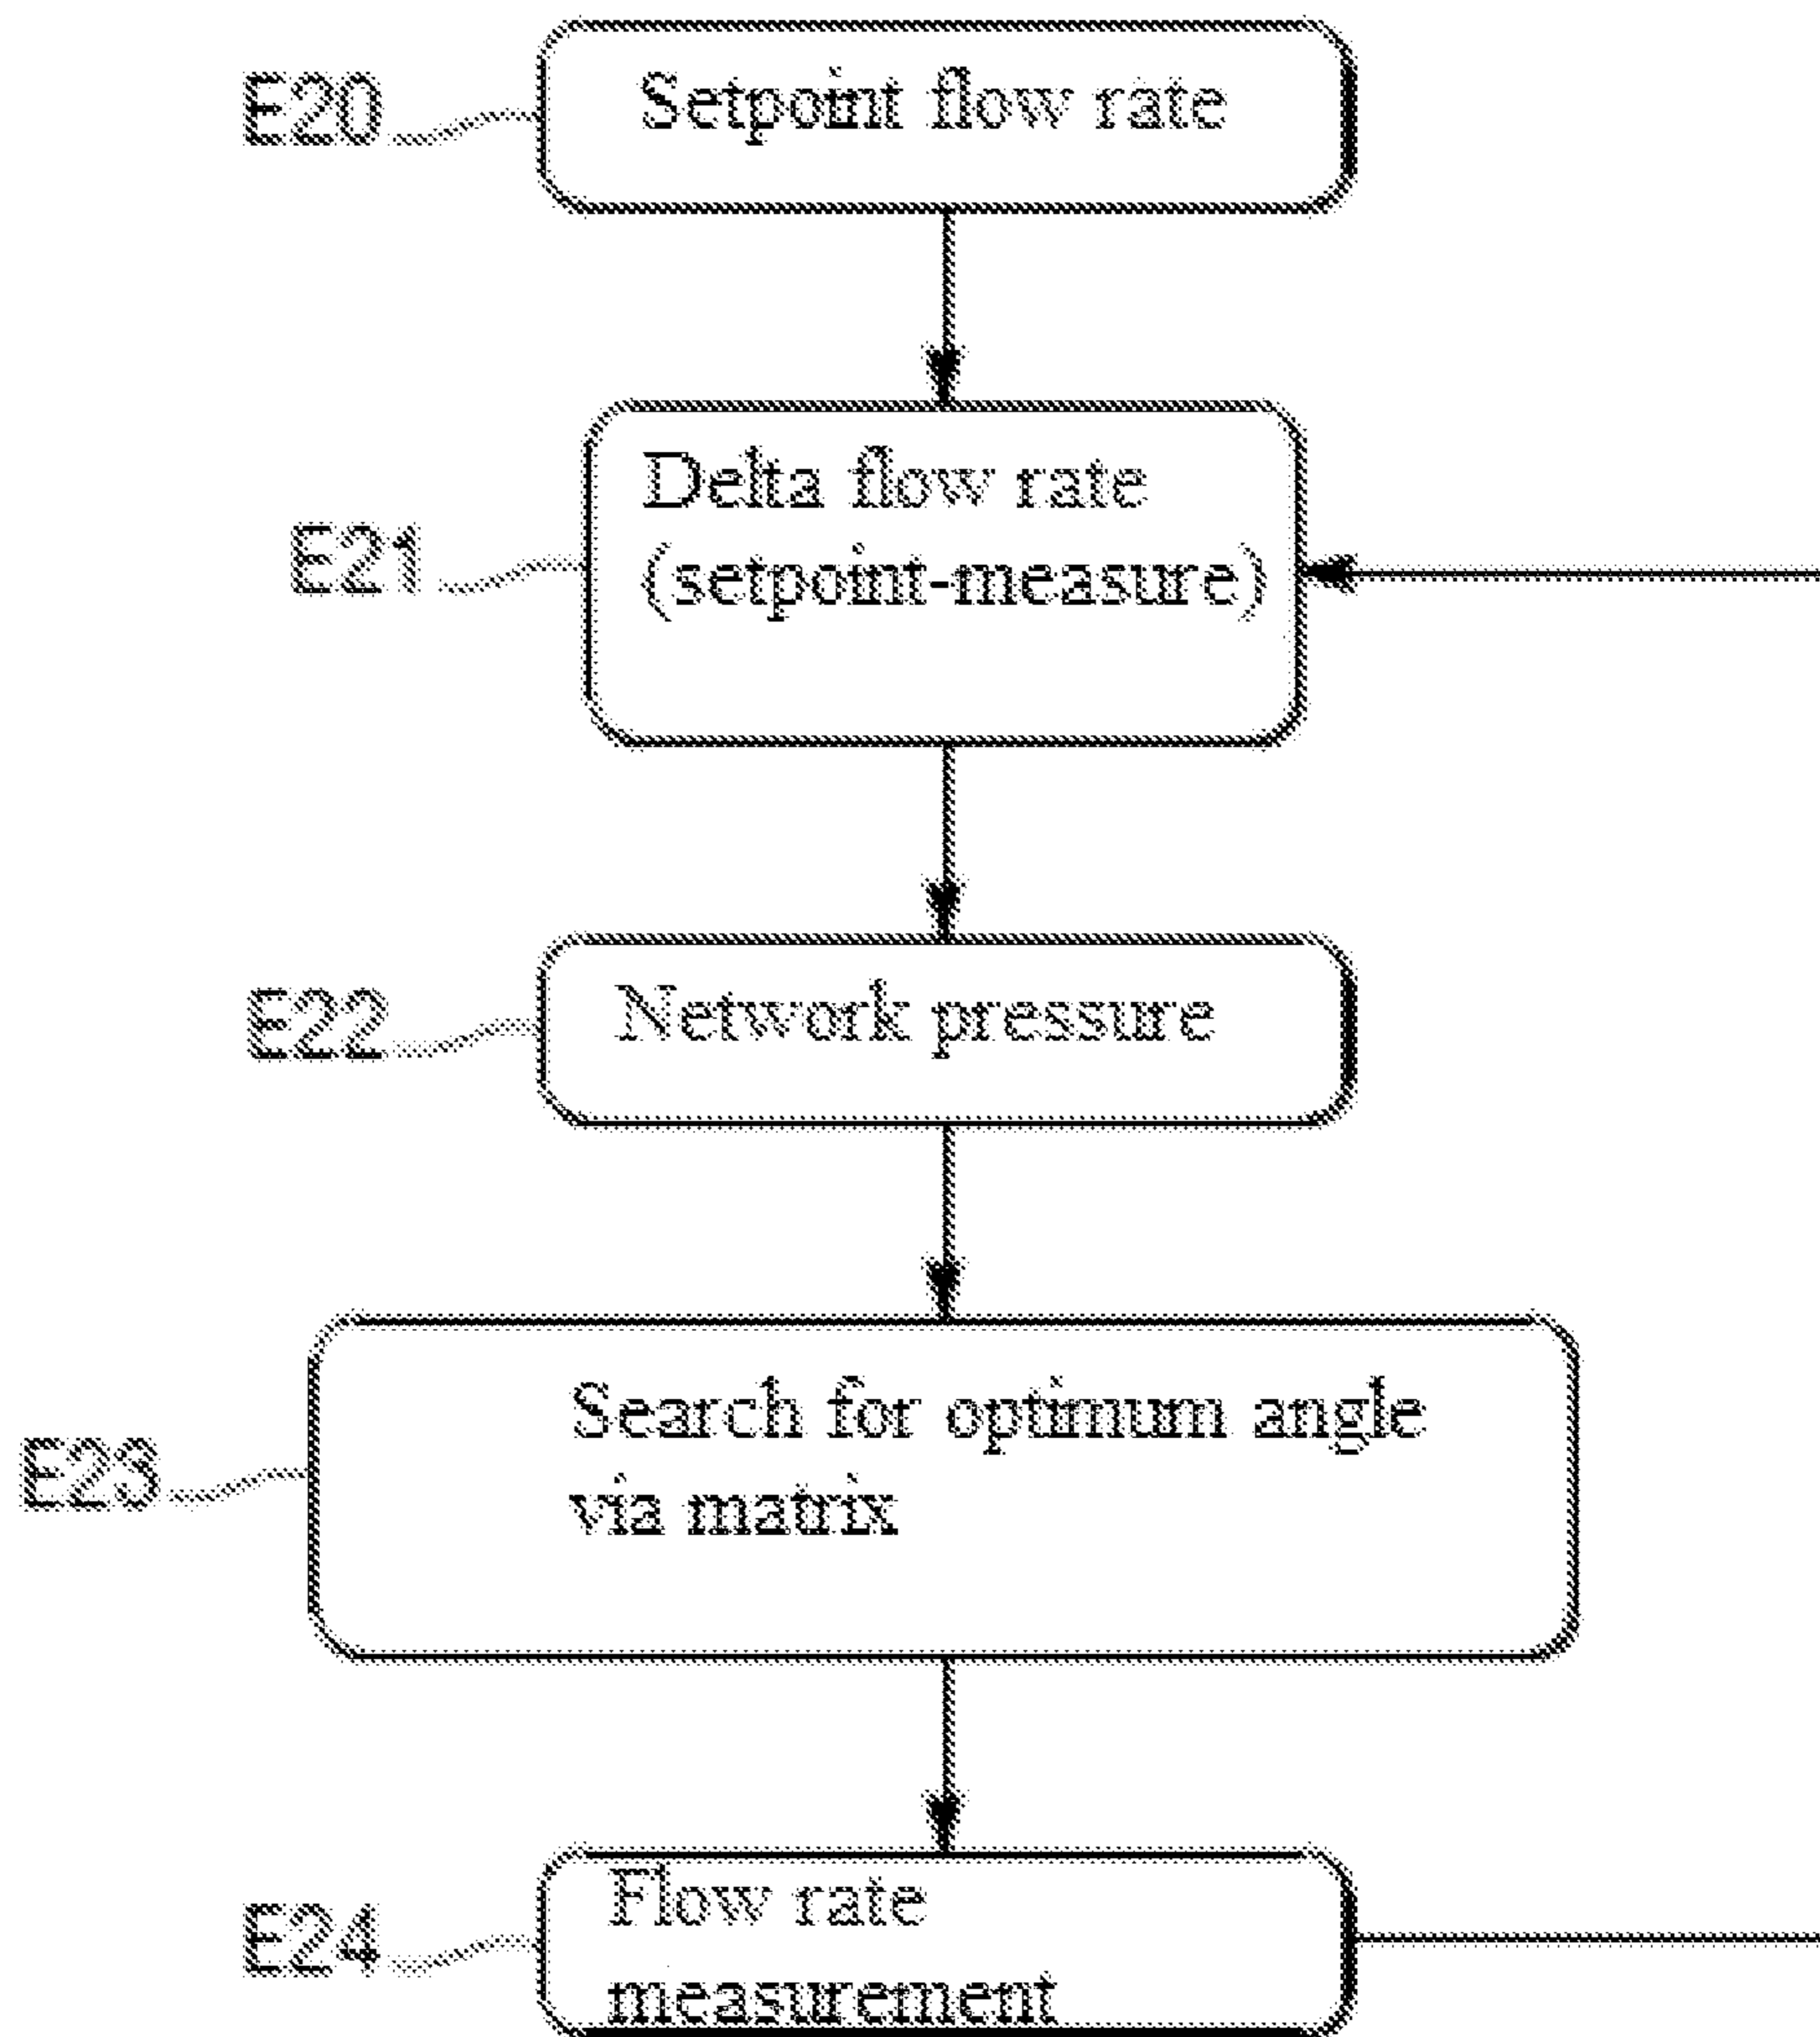 E20
Setpoint flow rate
Delta flow rate
(setpoint-measure)
E21
E22
Network pressure
Search for optimum angle
via matrix
E23
Flow rate
E24
measurement